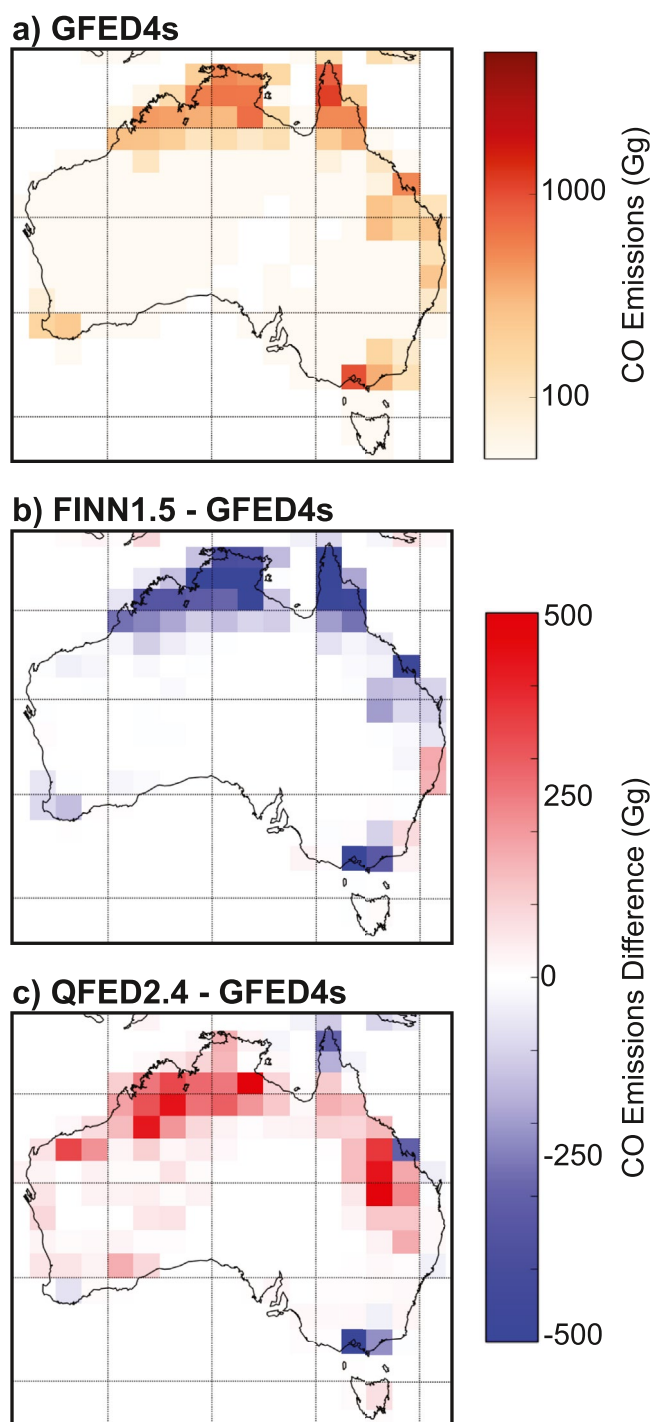 a) GFED4s
1000
100
CO Emissions (Gg)
b) FINN1.5 - GFED4s
500
250
0
-250
-500
CO Emissions Difference (Gg)
c) QFED2.4 - GFED4s